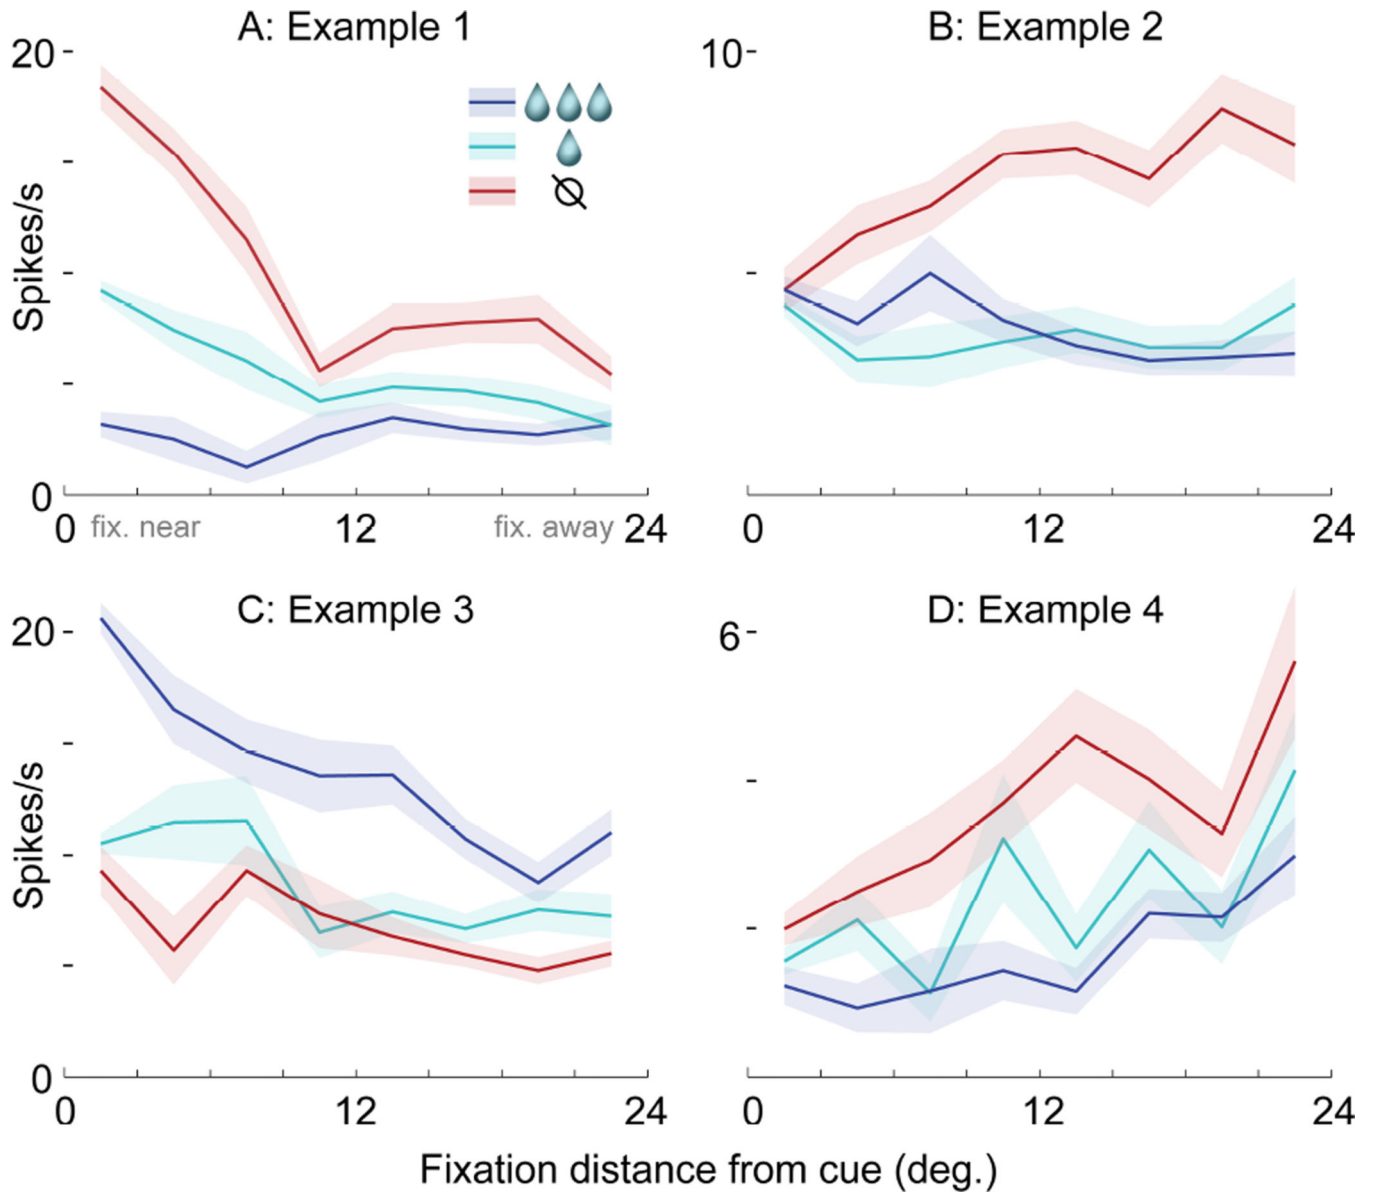 A: Example 1
20
Spikes/s
Ø
0
0 fix. near 12 fix. away 24
B: Example 2
10
0 12 24
C: Example 3
20
Spikes/s
0
0 12 24
D: Example 4
6
0 12 24
Fixation distance from cue (deg.)